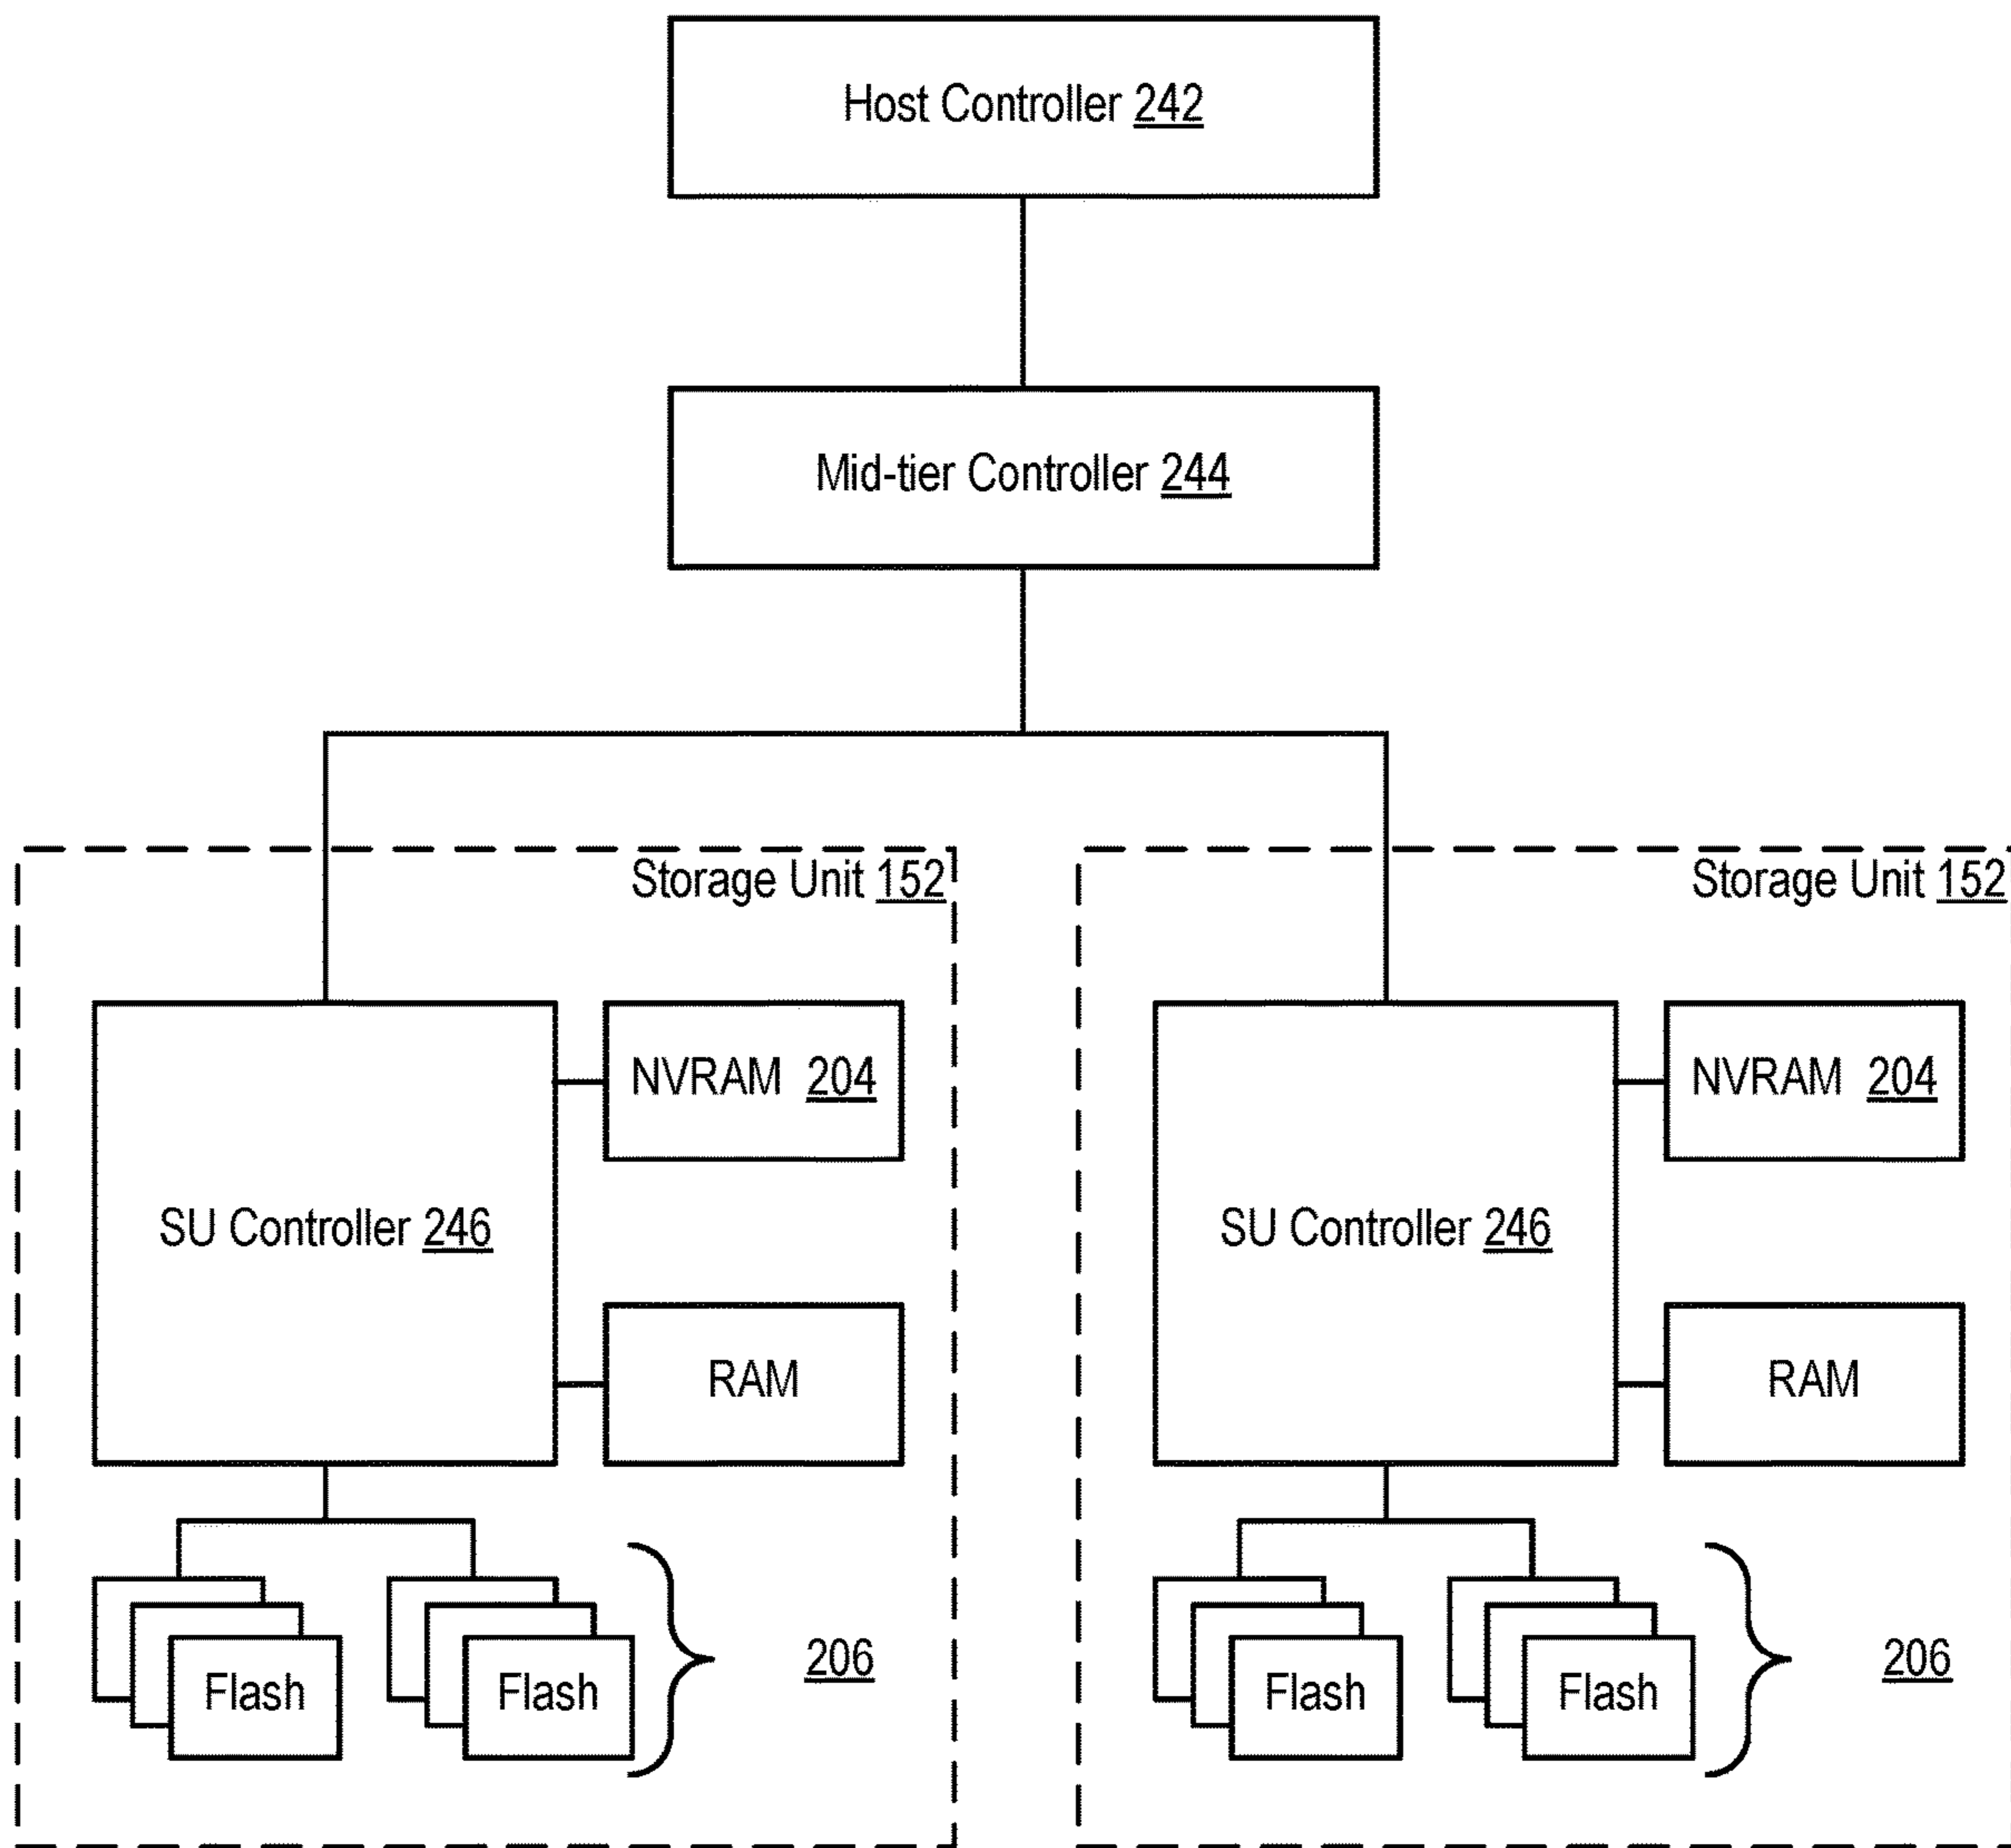 Host Controller 242
Mid-tier Controller 244
Storage Unit 152
Storage Unit 152
NVRAM 204
NVRAM 204
SU Controller 246
SU Controller 246
RAM
RAM
Flash
Flash
206
Flash
Flash
206